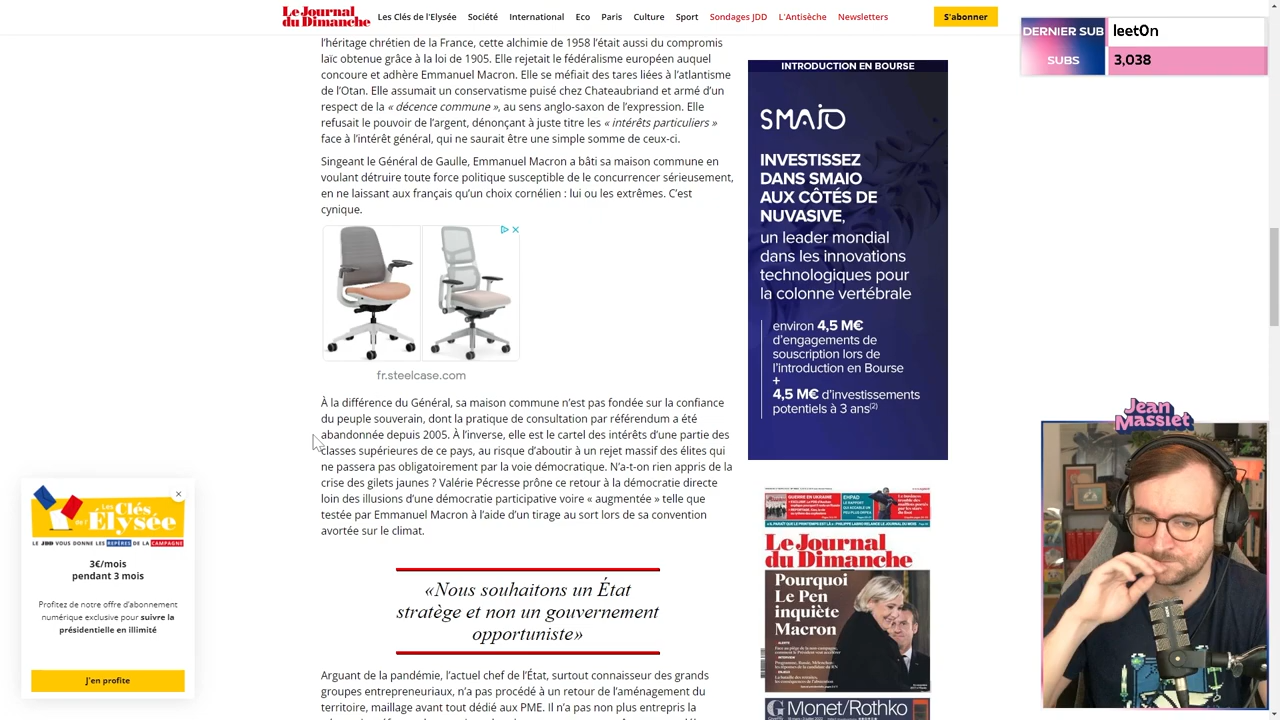 Le Journal
du Dimanche
Les Clés de l'Elysée
Société
International
Eco
Paris
Culture
Sport
Sondages JDD
L'Antisèche
Newsletters
S'abonner
l’héritage chrétien de la France, cette alchimie de 1958 l’était aussi du compromis
laïc obtenue grâce à la loi de 1905. Elle rejetait le fédéralisme européen auquel
concoure et adhère Emmanuel Macron. Elle se méfiait des tares liées à l’atlantisme
de l’Otan. Elle assumait un conservatisme puisé chez Chateaubriand et armé d’un
respect de la « décence commune », au sens anglo-saxon de l’expression. Elle
refusait le pouvoir de l’argent, dénonçant à juste titre les « intérêts particuliers »
face à l’intérêt général, qui ne saurait être une simple somme de ceux-ci.
Singeant le Général de Gaulle, Emmanuel Macron a bâti sa maison commune en
voulant détruire toute force politique susceptible de le concurrencer sérieusement,
en ne laissant aux français qu’un choix cornélien : lui ou les extrêmes. C’est
cynique.
fr.steelcase.com
À la différence du Général, sa maison commune n’est pas fondée sur la confiance
du peuple souverain, dont la pratique de consultation par référendum a été
abandonnée depuis 2005. À l’inverse, elle est le cartel des intérêts d’une partie des
classes supérieures de ce pays, au risque d’aboutir à un rejet massif des élites qui
ne passera pas obligatoirement par la voie démocratique. N’a-t-on rien appris de la
crise des gilets jaunes ? Valérie Pécresse prône ce retour à la démocratie directe
loin des illusions d’une démocratie participative voire « augmentée » telle que
testée par Emmanuel Macron à l’aide d’un tirage au sort lors de la convention
avortée sur le climat.
«Nous souhaitons un État
stratège et non un gouvernement
opportuniste»
Arguant de la pandémie, l’actuel chef de l’État, surtout connaisseur des grands
groupes entrepreneuriaux, n’a pas procédé à un retour de l’aménagement du
territoire, maillage avant tout dédié aux PME. Il n’a pas non plus entrepris la
INTRODUCTION EN BOURSE
SMAIO
INVESTISSEZ
DANS SMAIO
AUX CÔTÉS DE
NUVASIVE,
un leader mondial
dans les innovations
technologiques pour
la colonne vertébrale
environ 4,5 M€
d’engagements de
souscription lors de
l’introduction en Bourse
+
4,5 M€ d’investissements
potentiels à 3 ans(2)
GUERRE EN UKRAINE
EHPAD
Le Journal
du Dimanche
Pourquoi
Le Pen
inquiète
Macron
Monet/Rothko
LE JDD VOUS DONNE LES REPÈRES DE LA CAMPAGNE
3€/mois
pendant 3 mois
Profitez de notre offre d’abonnement
numérique exclusive pour suivre la
présidentielle en illimité
J'en profite
DERNIER SUB
leet0n
SUBS
3,038
Jean
Massiet